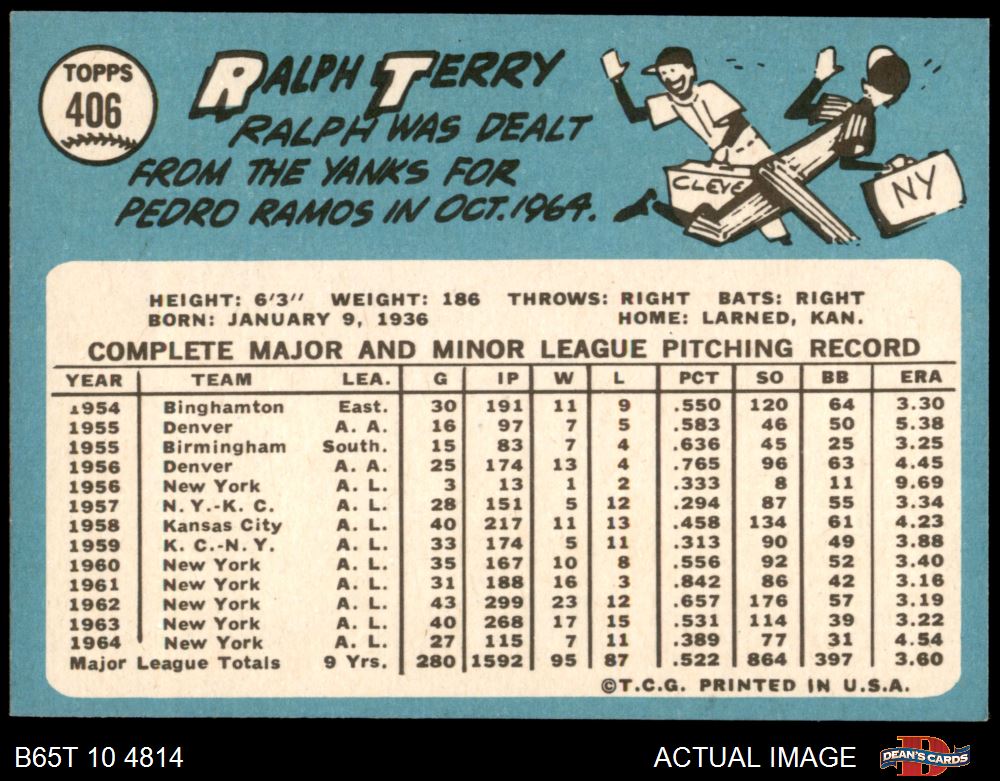 TOPPS
406
RALPH TERRY
RALPH WAS DEALT
FROM THE YANKS FOR
PEDRO RAMOS IN OCT. 1964.
CLEVE
NY
HEIGHT: 6'3" WEIGHT: 186 THROWS: RIGHT BATS: RIGHT
BORN: JANUARY 9, 1936 HOME: LARNED, KAN.
COMPLETE MAJOR AND MINOR LEAGUE PITCHING RECORD
YEAR TEAM LEA. G IP W L PCT SO BB ERA
1954 Binghamton East. 30 191 11 9 .550 120 64 3.30
1955 Denver A. A. 16 97 7 5 .583 46 50 5.38
1955 Birmingham South. 15 83 7 4 .636 45 25 3.25
1956 Denver A. A. 25 174 13 4 .765 96 63 4.45
1956 New York A. L. 3 13 1 2 .333 8 11 9.69
1957 N. Y.-K. C. A. L. 28 151 5 12 .294 87 55 3.34
1958 Kansas City A. L. 40 217 11 13 .458 134 61 4.23
1959 K. C.-N. Y. A. L. 33 174 5 11 .313 90 49 3.88
1960 New York A. L. 35 167 10 8 .556 92 52 3.40
1961 New York A. L. 31 188 16 3 .842 86 42 3.16
1962 New York A. L. 43 299 23 12 .657 176 57 3.19
1963 New York A. L. 40 268 17 15 .531 114 39 3.22
1964 New York A. L. 27 115 7 11 .389 77 31 4.54
Major League Totals 9 Yrs. 280 1592 95 87 .522 864 397 3.60
©T.C.G. PRINTED IN U.S.A.
B65T 10 4814 ACTUAL IMAGE
D
DEAN'S CARDS